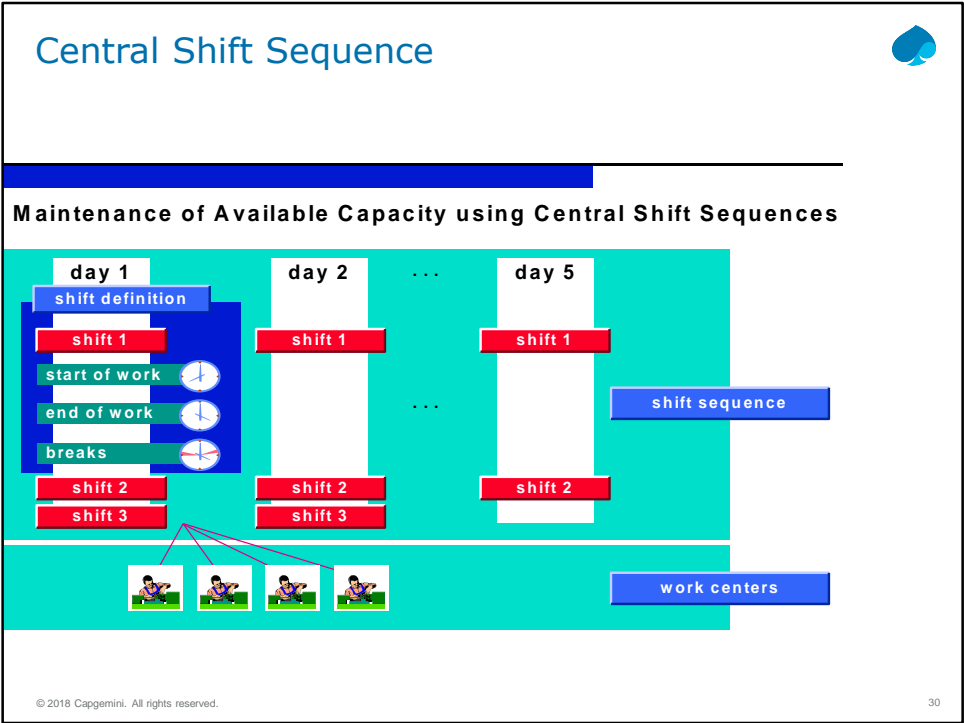 Central Shift Sequence
Maintenance of Available Capacity using Central Shift Sequences
day 1 day 2 ... day 5
shift definition
shift 1 shift 1 shift 1
start of work
end of work ... shift sequence
breaks
shift 2 shift 2 shift 2
shift 3 shift 3
work centers
© 2018 Capgemini. All rights reserved. 30